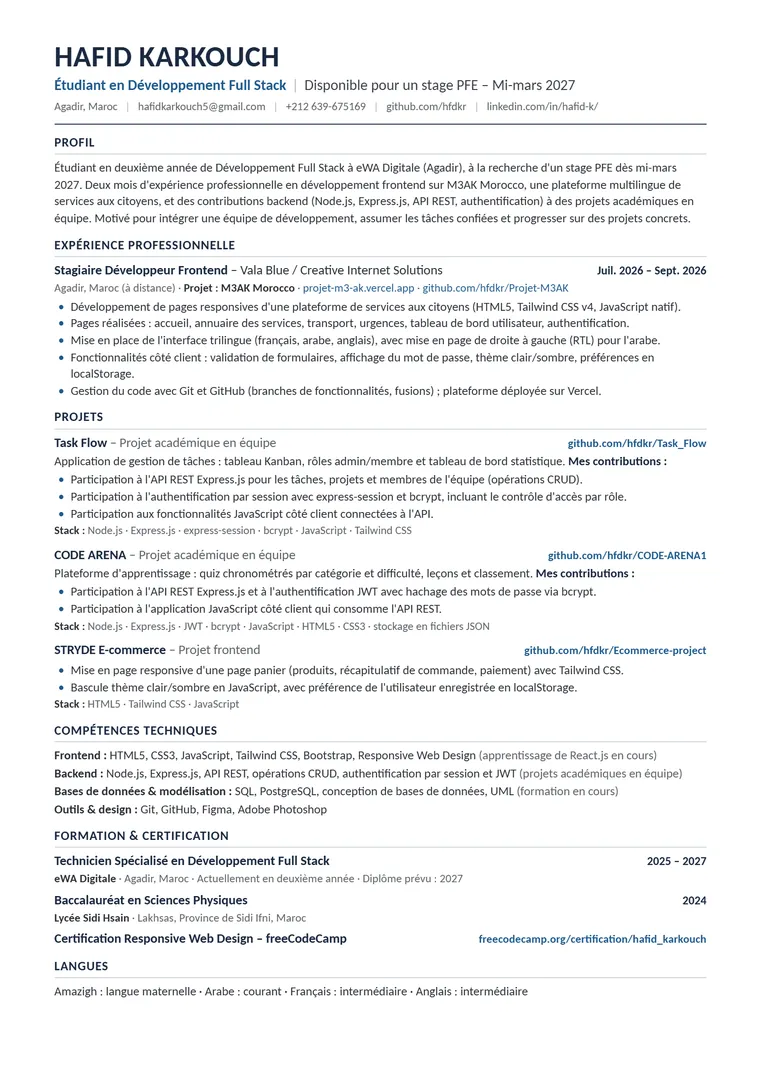 HAFID KARKOUCH
Étudiant en Développement Full Stack | Disponible pour un stage PFE – Mi-mars 2027
Agadir, Maroc | hafidkarkouch5@gmail.com | +212 639-675169 | github.com/hfdkr | linkedin.com/in/hafid-k/
PROFIL
Étudiant en deuxième année de Développement Full Stack à eWA Digitale (Agadir), à la recherche d'un stage PFE dès mi-mars
2027. Deux mois d'expérience professionnelle en développement frontend sur M3AK Morocco, une plateforme multilingue de
services aux citoyens, et des contributions backend (Node.js, Express.js, API REST, authentification) à des projets académiques en
équipe. Motivé pour intégrer une équipe de développement, assumer les tâches confiées et progresser sur des projets concrets.
EXPÉRIENCE PROFESSIONNELLE
Stagiaire Développeur Frontend – Vala Blue / Creative Internet Solutions Juil. 2026 – Sept. 2026
Agadir, Maroc (à distance) · Projet : M3AK Morocco · projet-m3-ak.vercel.app · github.com/hfdkr/Projet-M3AK
• Développement de pages responsives d'une plateforme de services aux citoyens (HTML5, Tailwind CSS v4, JavaScript natif).
• Pages réalisées : accueil, annuaire des services, transport, urgences, tableau de bord utilisateur, authentification.
• Mise en place de l'interface trilingue (français, arabe, anglais), avec mise en page de droite à gauche (RTL) pour l'arabe.
• Fonctionnalités côté client : validation de formulaires, affichage du mot de passe, thème clair/sombre, préférences en
localStorage.
• Gestion du code avec Git et GitHub (branches de fonctionnalités, fusions) ; plateforme déployée sur Vercel.
PROJETS
Task Flow – Projet académique en équipe github.com/hfdkr/Task_Flow
Application de gestion de tâches : tableau Kanban, rôles admin/membre et tableau de bord statistique. Mes contributions :
• Participation à l'API REST Express.js pour les tâches, projets et membres de l'équipe (opérations CRUD).
• Participation à l'authentification par session avec express-session et bcrypt, incluant le contrôle d'accès par rôle.
• Participation aux fonctionnalités JavaScript côté client connectées à l'API.
Stack : Node.js · Express.js · express-session · bcrypt · JavaScript · Tailwind CSS
CODE ARENA – Projet académique en équipe github.com/hfdkr/CODE-ARENA1
Plateforme d'apprentissage : quiz chronométrés par catégorie et difficulté, leçons et classement. Mes contributions :
• Participation à l'API REST Express.js et à l'authentification JWT avec hachage des mots de passe via bcrypt.
• Participation à l'application JavaScript côté client qui consomme l'API REST.
Stack : Node.js · Express.js · JWT · bcrypt · JavaScript · HTML5 · CSS3 · stockage en fichiers JSON
STRYDE E-commerce – Projet frontend github.com/hfdkr/Ecommerce-project
• Mise en page responsive d'une page panier (produits, récapitulatif de commande, paiement) avec Tailwind CSS.
• Bascule thème clair/sombre en JavaScript, avec préférence de l'utilisateur enregistrée en localStorage.
Stack : HTML5 · Tailwind CSS · JavaScript
COMPÉTENCES TECHNIQUES
Frontend : HTML5, CSS3, JavaScript, Tailwind CSS, Bootstrap, Responsive Web Design (apprentissage de React.js en cours)
Backend : Node.js, Express.js, API REST, opérations CRUD, authentification par session et JWT (projets académiques en équipe)
Bases de données & modélisation : SQL, PostgreSQL, conception de bases de données, UML (formation en cours)
Outils & design : Git, GitHub, Figma, Adobe Photoshop
FORMATION & CERTIFICATION
Technicien Spécialisé en Développement Full Stack 2025 – 2027
eWA Digitale · Agadir, Maroc · Actuellement en deuxième année · Diplôme prévu : 2027
Baccalauréat en Sciences Physiques 2024
Lycée Sidi Hsain · Lakhsas, Province de Sidi Ifni, Maroc
Certification Responsive Web Design – freeCodeCamp freecodecamp.org/certification/hafid_karkouch
LANGUES
Amazigh : langue maternelle · Arabe : courant · Français : intermédiaire · Anglais : intermédiaire